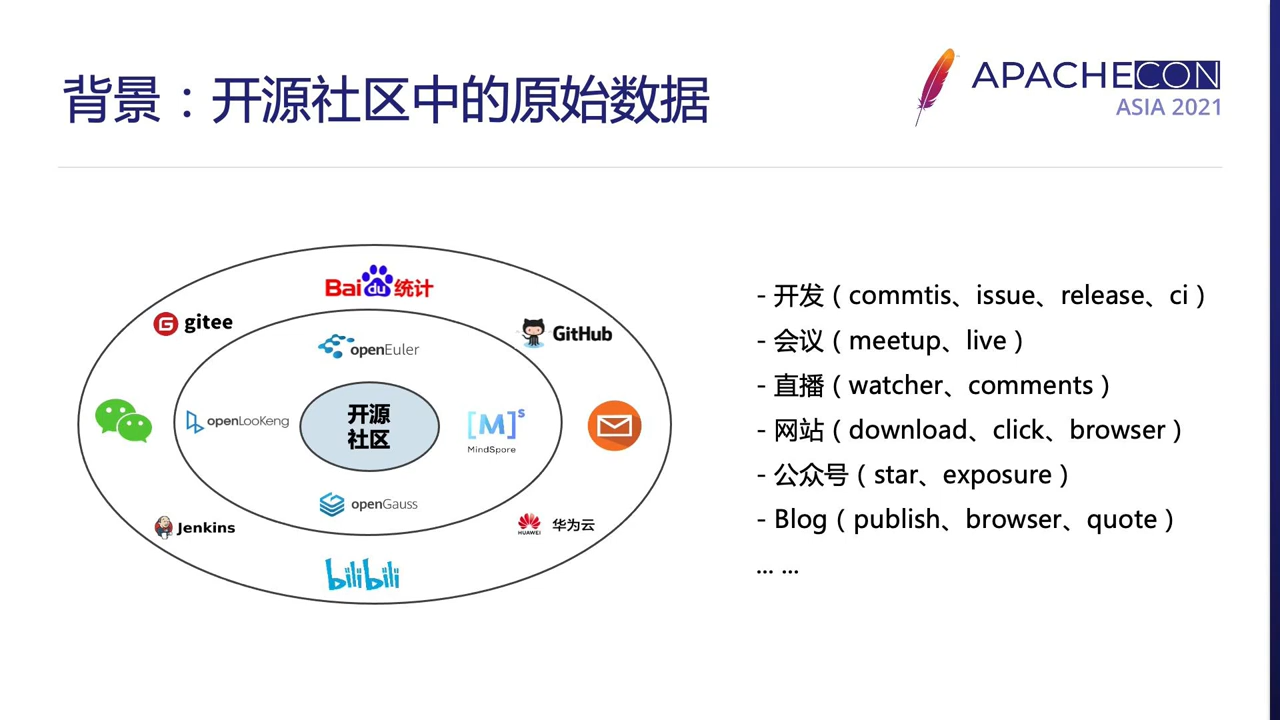 背景：开源社区中的原始数据
APACHECON
ASIA 2021
Baidu统计
gitee
GitHub
openEuler
openLooKeng
开源
社区
[M]s
MindSpore
openGauss
Jenkins
HUAWEI
华为云
bilibili
- 开发（commtis、issue、release、ci）
- 会议（meetup、live）
- 直播（watcher、comments）
- 网站（download、click、browser）
- 公众号（star、exposure）
- Blog（publish、browser、quote）
... ...